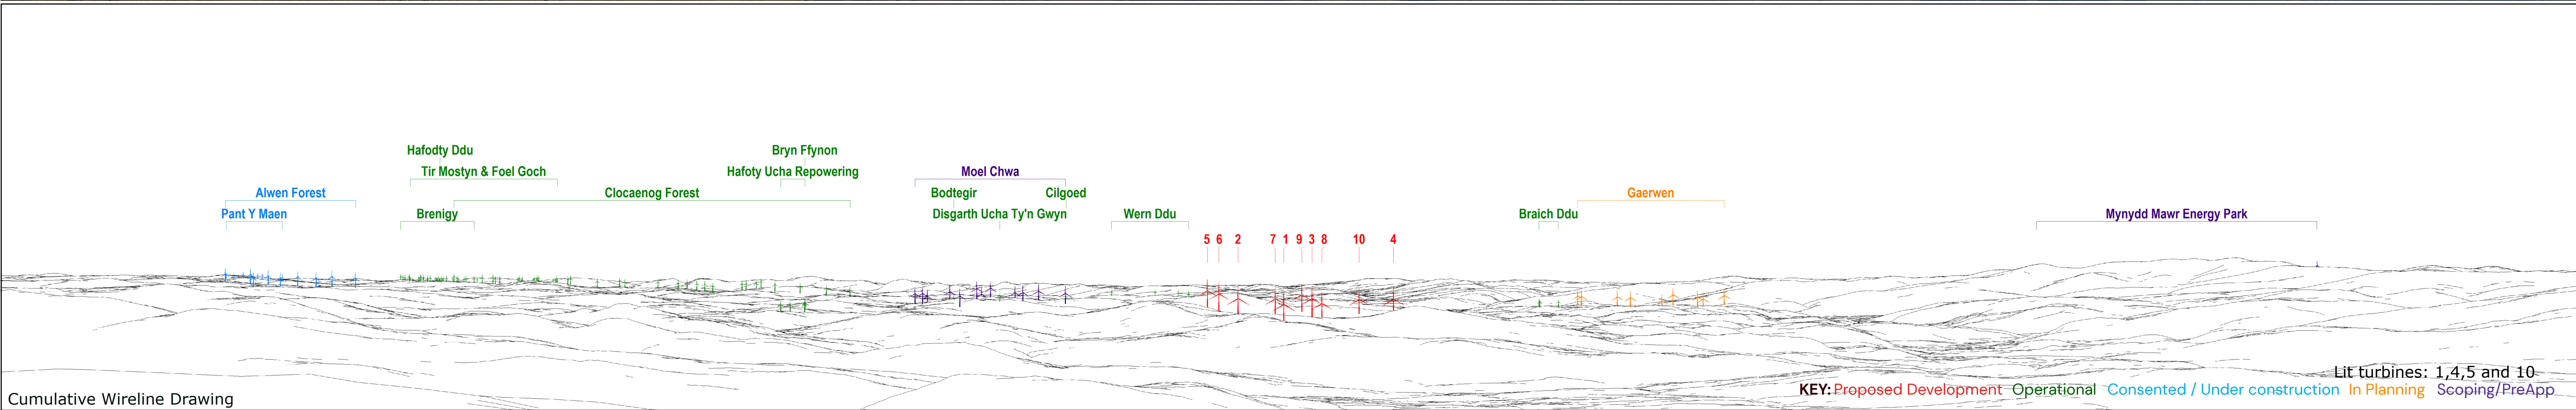 Hafodty Ddu
Bryn Ffynon
Tir Mostyn & Foel Goch
Hafoty Ucha Repowering
Moel Chwa
Alwen Forest
Clocaenog Forest
Bodtegir
Cilgoed
Gaerwen
Pant Y Maen
Brenigy
Disgarth Ucha Ty'n Gwyn
Wern Ddu
Braich Ddu
Mynydd Mawr Energy Park
5 6 2 7 1 9 3 8 10 4
Lit turbines: 1,4,5 and 10
KEY: Proposed Development Operational Consented / Under construction In Planning Scoping/PreApp
Cumulative Wireline Drawing